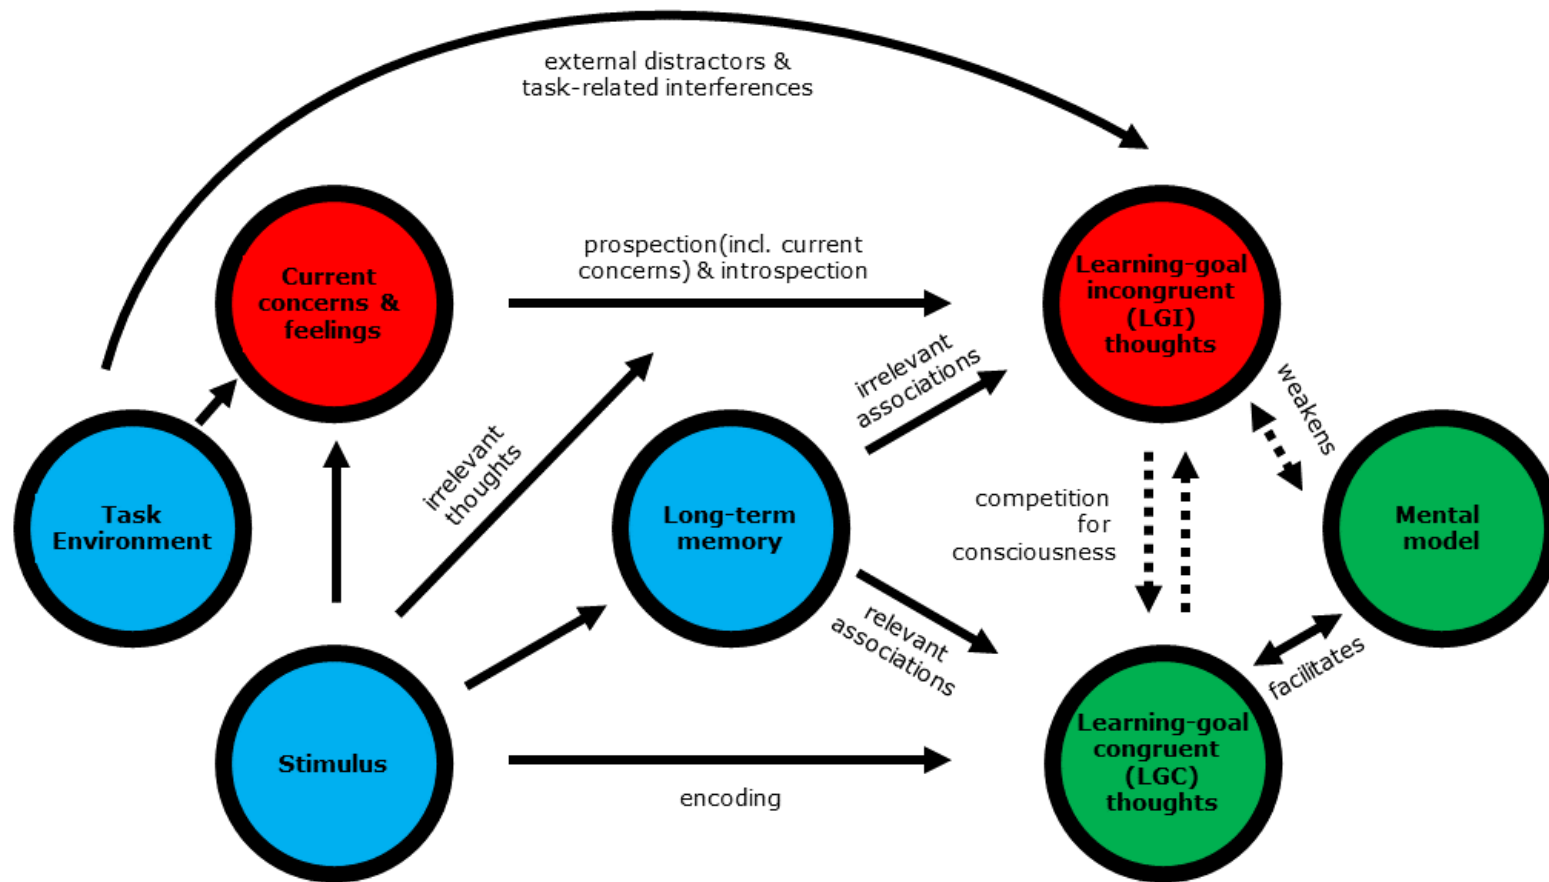 external distractors &
task-related interferences
prospection(incl. current
concerns) & introspection
Current
concerns &
feelings
Learning-goal
incongruent
(LGI)
thoughts
irrelevant
associations
weakens
irrelevant
thoughts
Task
Environment
Long-term
memory
competition
for
consciousness
Mental
model
relevant
associations
facilitates
Stimulus
encoding
Learning-goal
congruent
(LGC)
thoughts